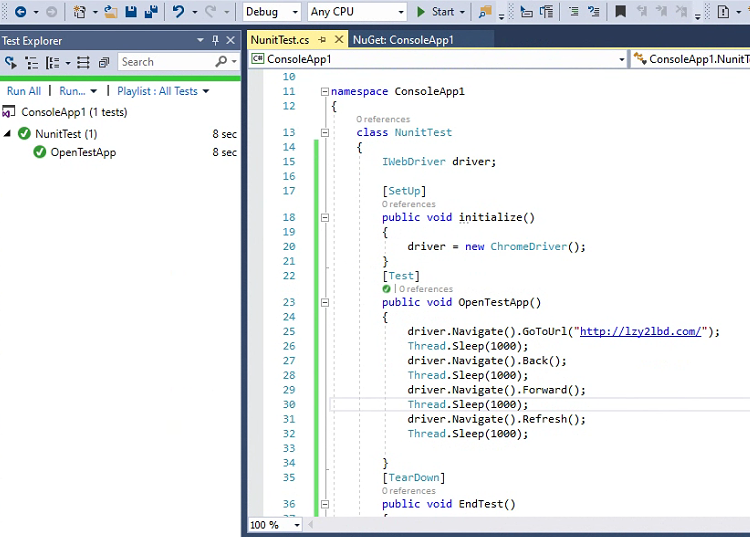 Debug
Any CPU
Start
Test Explorer
Search
Run All | Run... | Playlist : All Tests
ConsoleApp1 (1 tests)
NunitTest (1) 8 sec
OpenTestApp 8 sec
NunitTest.cs
NuGet: ConsoleApp1
C# ConsoleApp1
ConsoleApp1.NunitT
10
11 namespace ConsoleApp1
12 {
0 references
13 class NunitTest
14 {
15 IWebDriver driver;
16
17 [SetUp]
0 references
18 public void initialize()
19 {
20 driver = new ChromeDriver();
21 }
22 [Test]
| 0 references
23 public void OpenTestApp()
24 {
25 driver.Navigate().GoToUrl("http://lzy2lbd.com/");
26 Thread.Sleep(1000);
27 driver.Navigate().Back();
28 Thread.Sleep(1000);
29 driver.Navigate().Forward();
30 Thread.Sleep(1000);
31 driver.Navigate().Refresh();
32 Thread.Sleep(1000);
33
34 }
35 [TearDown]
0 references
36 public void EndTest()
37 {
100 %